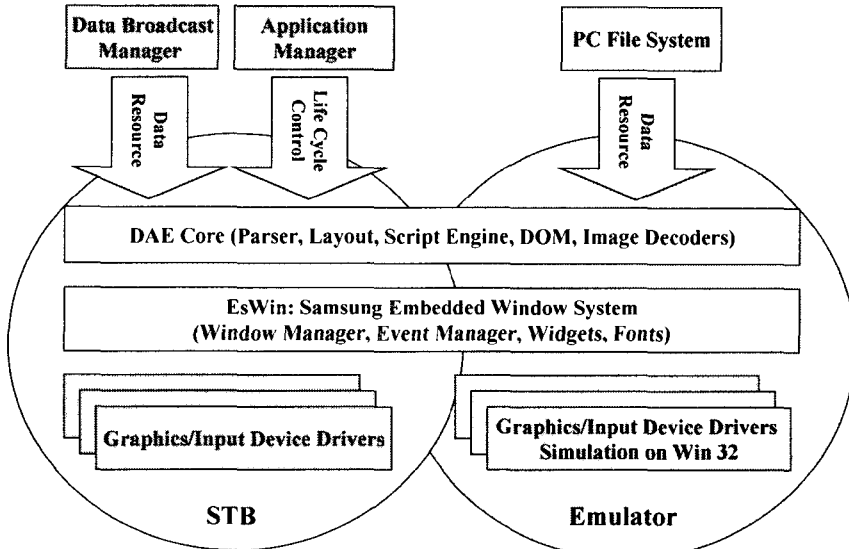 Data Broadcast
Manager
Application
Manager
PC File System
Data
Resource
Life Cycle
Control
Data
Resource
DAE Core (Parser, Layout, Script Engine, DOM, Image Decoders)
EsWin: Samsung Embedded Window System
(Window Manager, Event Manager, Widgets, Fonts)
Graphics/Input Device Drivers
Graphics/Input Device Drivers
Simulation on Win 32
STB
Emulator